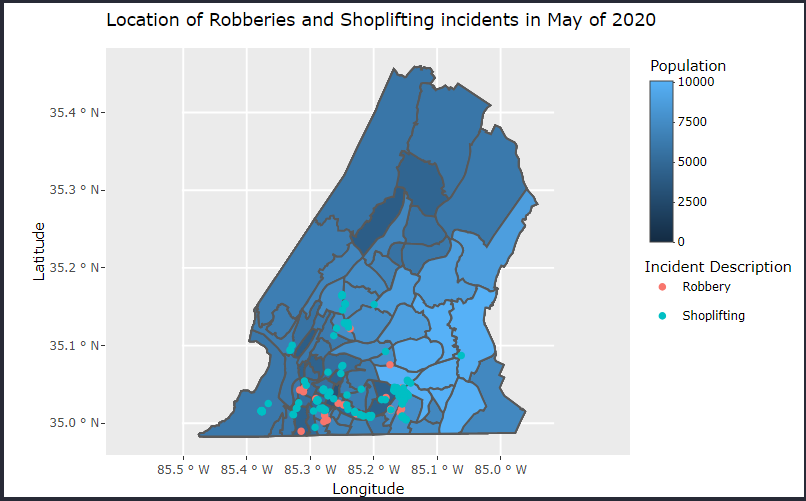 Location of Robberies and Shoplifting incidents in May of 2020
Population
10000
7500
5000
2500
0
Incident Description
Robbery
Shoplifting
Latitude
35.4 ° N
35.3 ° N
35.2 ° N
35.1 ° N
35.0 ° N
85.5 ° W 85.4 ° W 85.3 ° W 85.2 ° W 85.1 ° W 85.0 ° W
Longitude